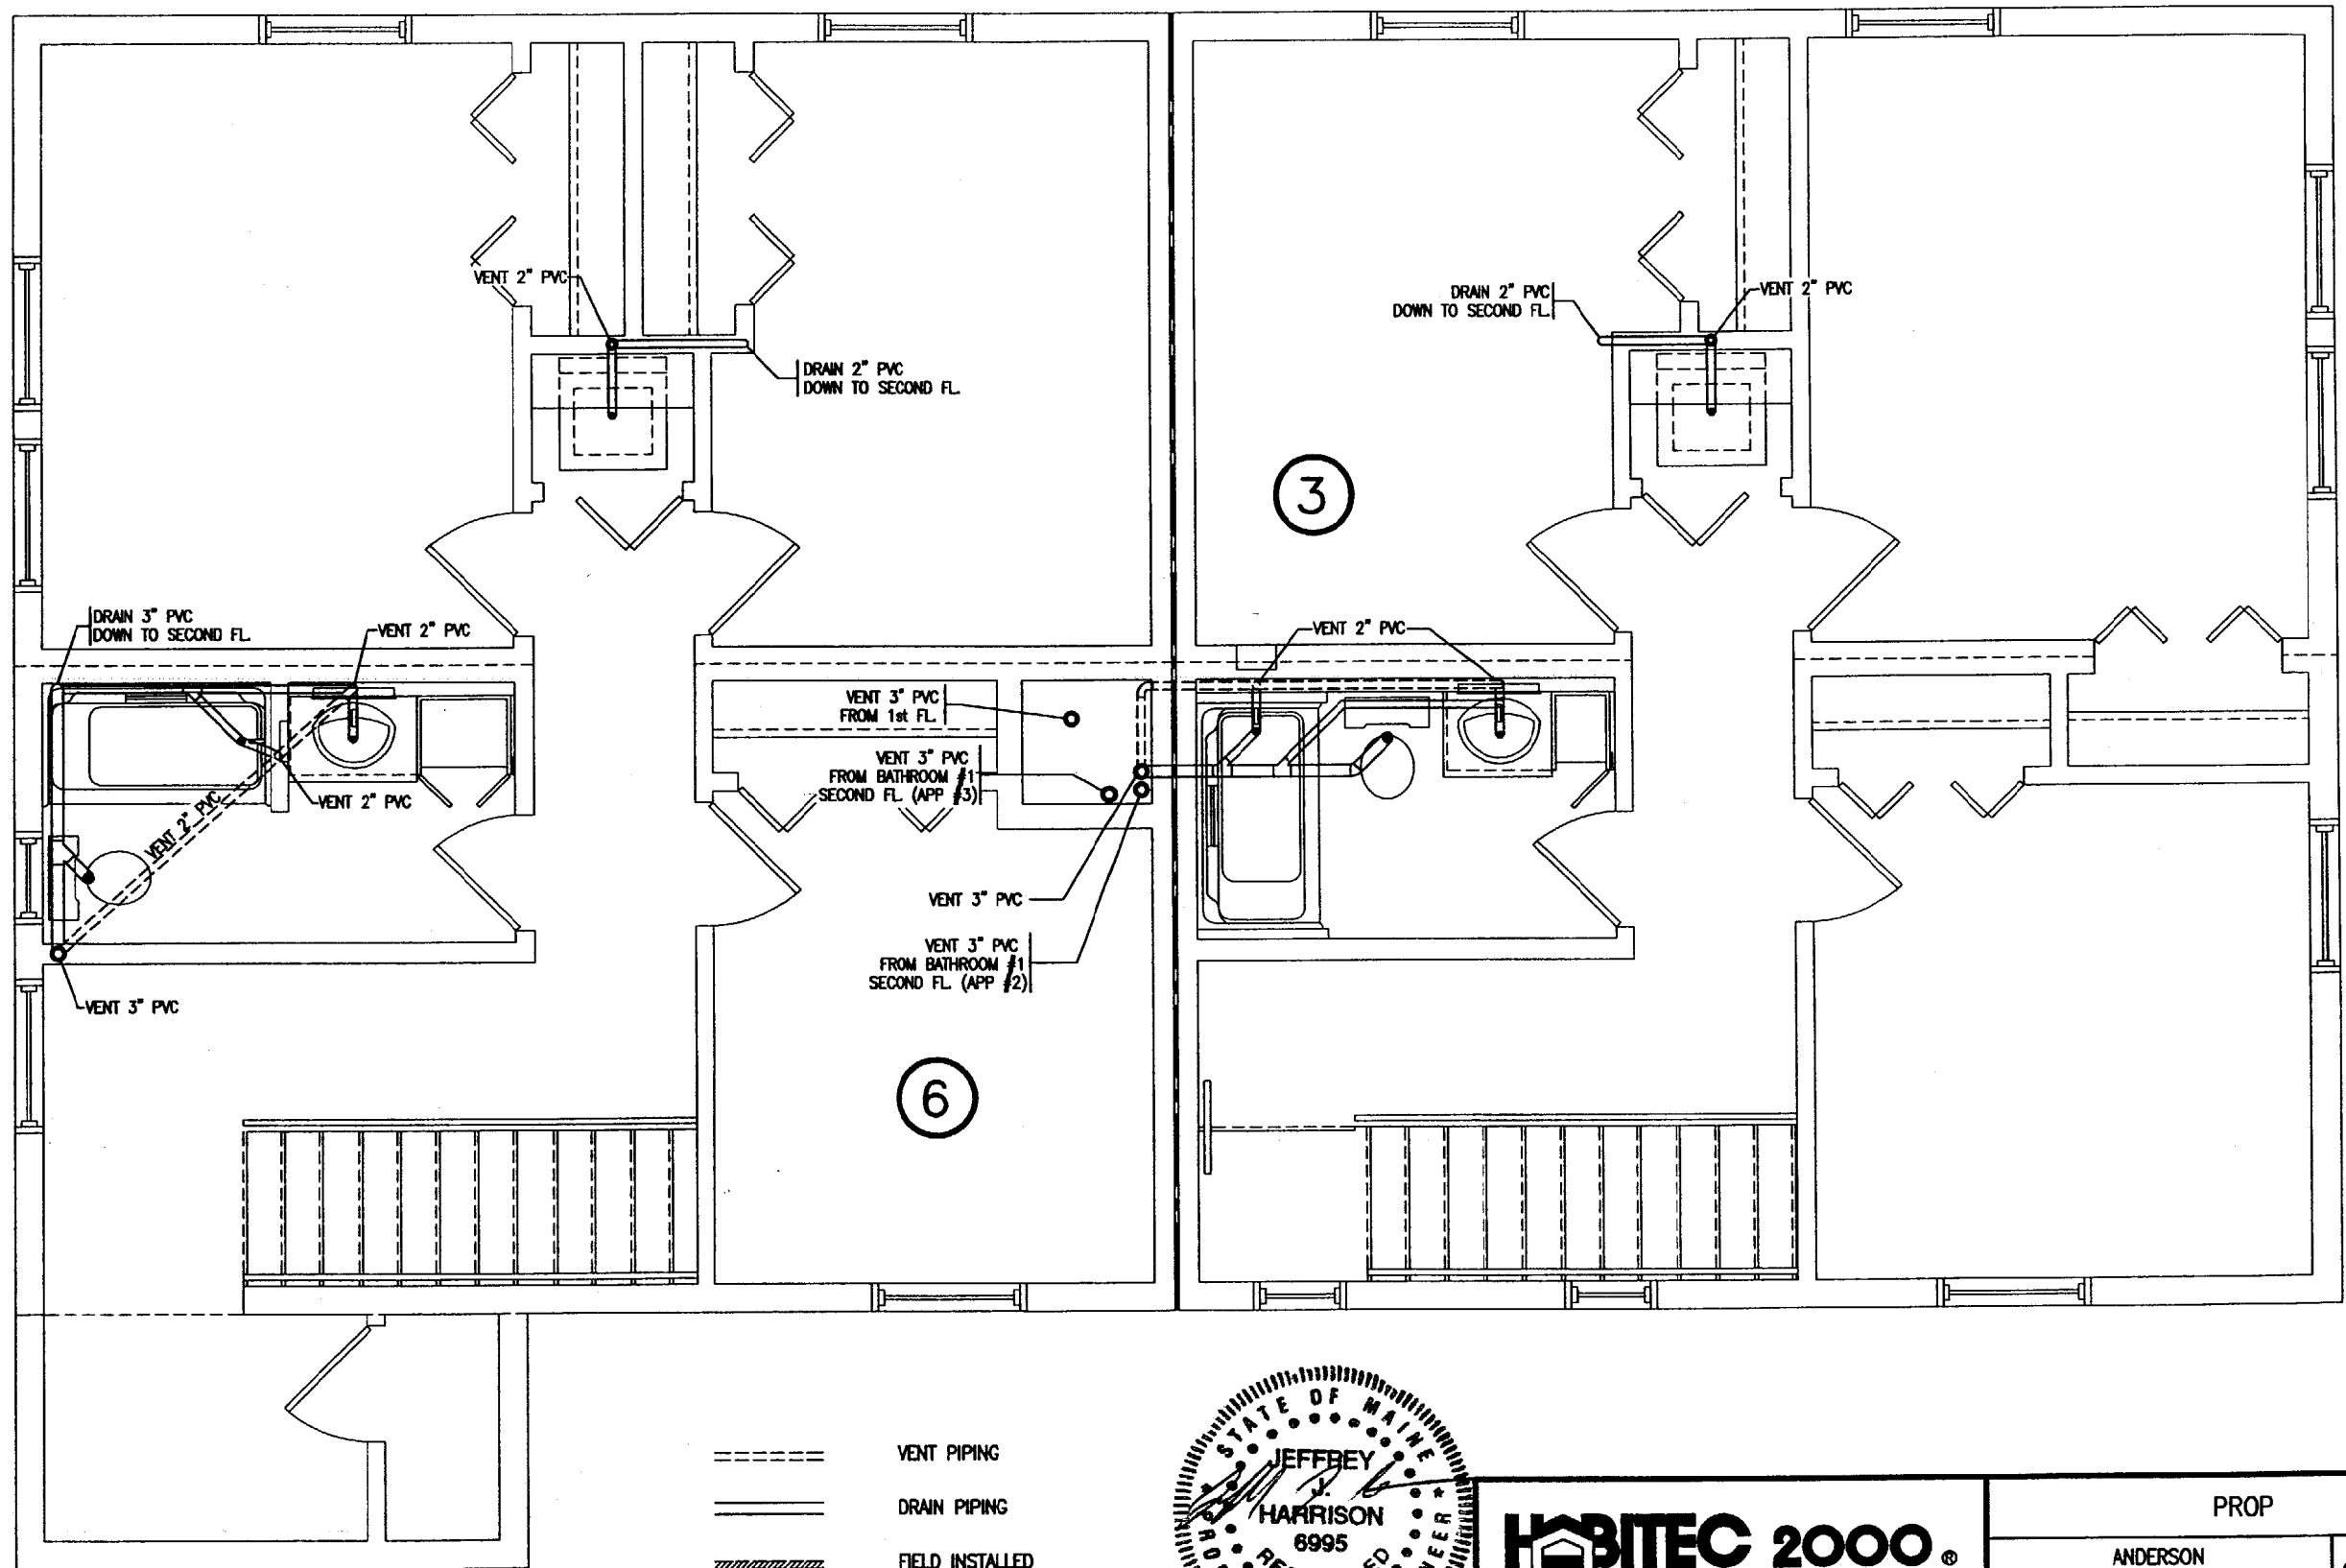 VENT 2" PVC
DRAIN 2" PVC
DOWN TO SECOND FL.
DRAIN 2" PVC
DOWN TO SECOND FL.
VENT 2" PVC
3
DRAIN 3" PVC
DOWN TO SECOND FL.
VENT 2" PVC
VENT 2" PVC
VENT 3" PVC
FROM 1st FL.
VENT 3" PVC
FROM BATHROOM #1
SECOND FL. (APP #3)
VENT 2" PVC
VENT 2" PVC
VENT 3" PVC
VENT 3" PVC
FROM BATHROOM #1
SECOND FL. (APP #2)
VENT 3" PVC
6
VENT PIPING
DRAIN PIPING
FIELD INSTALLED
STATE OF MAINE
JEFFREY
J.
HARRISON
6995
HABITEC 2000 ®
PROP
ANDERSON